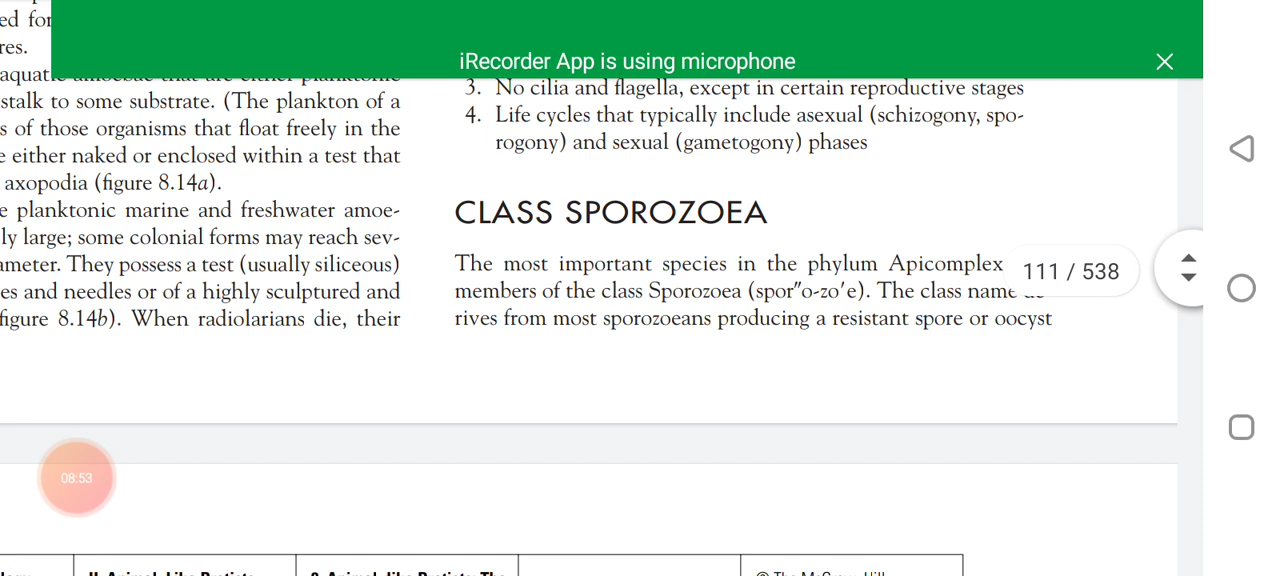 iRecorder App is using microphone
ed for
res.
stalk to some substrate. (The plankton of a
s of those organisms that float freely in the
e either naked or enclosed within a test that
axopodia (figure 8.14a).
e planktonic marine and freshwater amoe-
ly large; some colonial forms may reach sev-
ameter. They possess a test (usually siliceous)
es and needles or of a highly sculptured and
figure 8.14b). When radiolarians die, their
3. No cilia and flagella, except in certain reproductive stages
4. Life cycles that typically include asexual (schizogony, spo-
rogony) and sexual (gametogony) phases
CLASS SPOROZOEA
The most important species in the phylum Apicomplex
members of the class Sporozoea (spor″o-zo′e). The class name
rives from most sporozoeans producing a resistant spore or oocyst
111 / 538
08:53